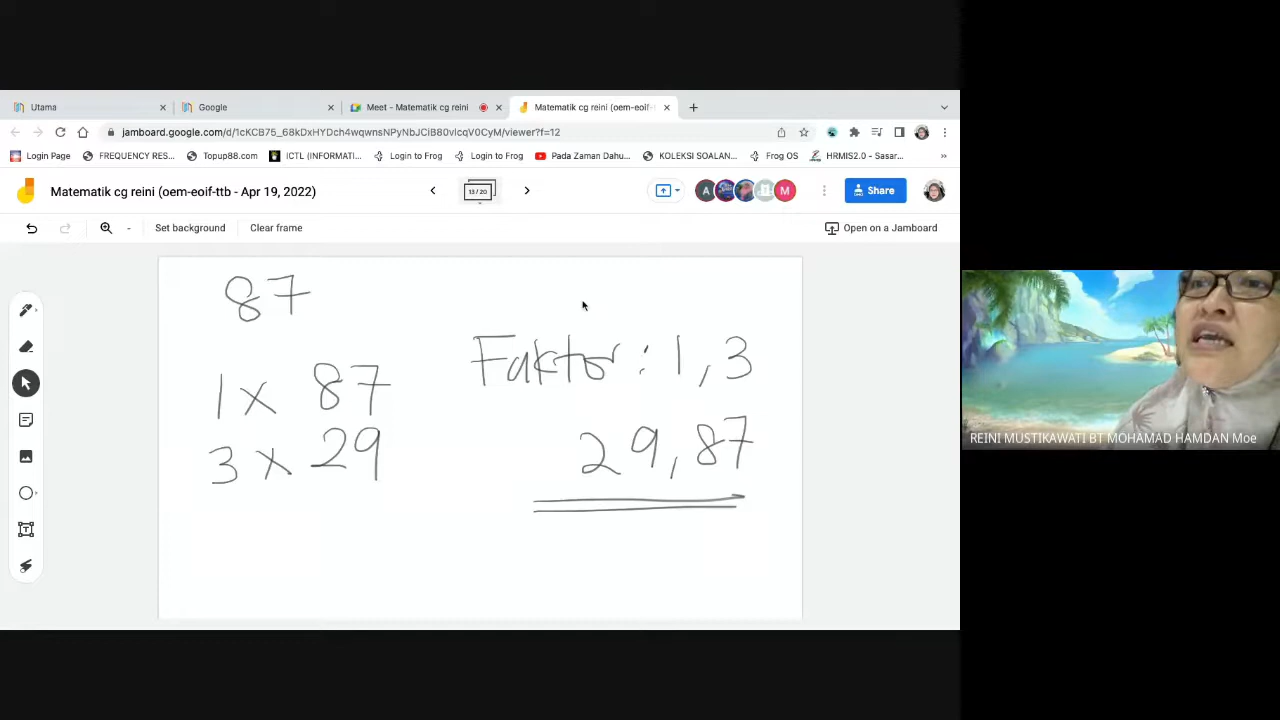 Utama
Google
Meet - Matematik cg reini
Matematik cg reini (oem-eoif-
jamboard.google.com/d/1cKCB75_68kDxHYDch4wqwnsNPyNbJCiB80vIcqV0CyM/viewer?f=12
Login Page
FREQUENCY RES...
Topup88.com
ICTL (INFORMATI...
Login to Frog
Login to Frog
Pada Zaman Dahu...
KOLEKSI SOALAN...
Frog OS
HRMIS2.0 - Sasar...
»
Matematik cg reini (oem-eoif-ttb - Apr 19, 2022)
13 / 20
A
M
Share
Set background
Clear frame
Open on a Jamboard
87
Faktor : 1, 3
1 x 87
29, 87
3 x 29
REINI MUSTIKAWATI BT MOHAMAD HAMDAN Moe